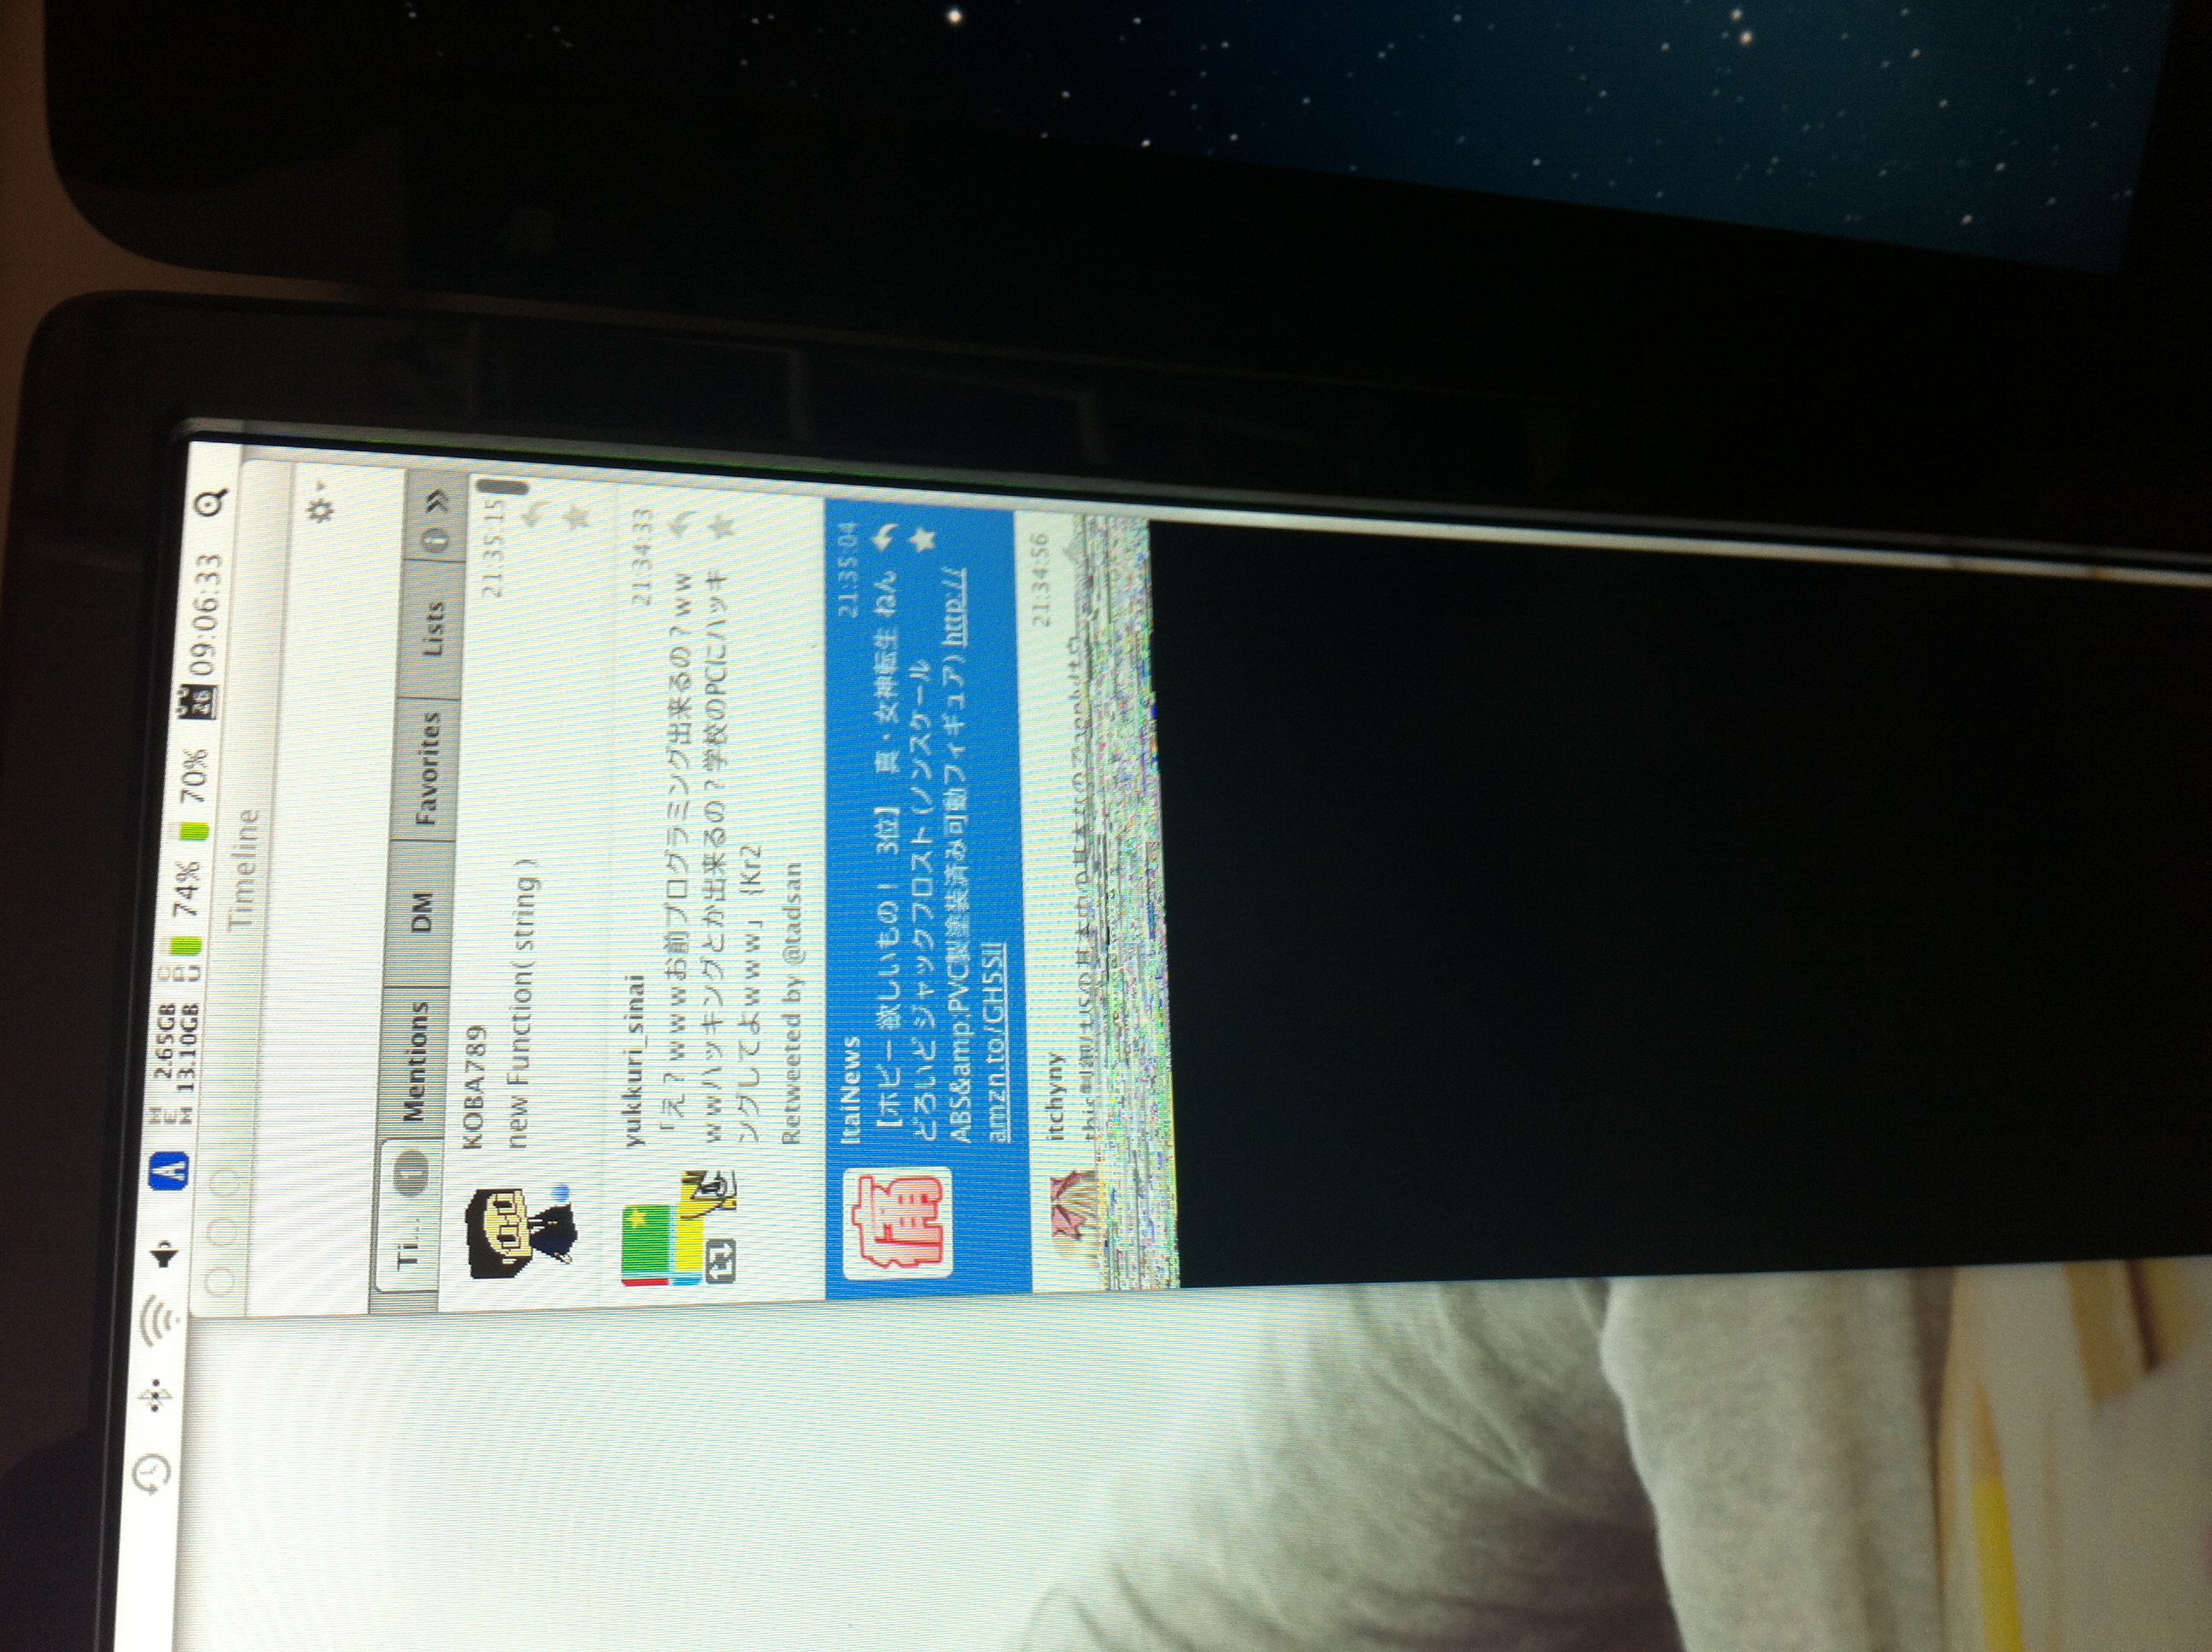 MEM 2.65GB
13.10GB
CPU 74% 70% 26 09:06:33
Timeline
Ti... Mentions DM Favorites Lists
KOBA789 21:35:15
new Function( string )
yukkuri_sinai 21:34:33
「え？ｗｗｗお前プログラミング出来るの？ww
ｗｗハッキングとか出来るの？学校のPCにハッキ
ングしてよｗｗｗ」 {Kr2
Retweeted by @tadsan
痛
ItaiNews 21:35:04
【ホビー 欲しいもの！ 3位】 真・女神転生 ねん
どろいど ジャックフロスト (ノンスケール
ABS&amp;PVC製塗装済み可動フィギュア) http://
amzn.to/GH5SIl
itchyny 21:34:56